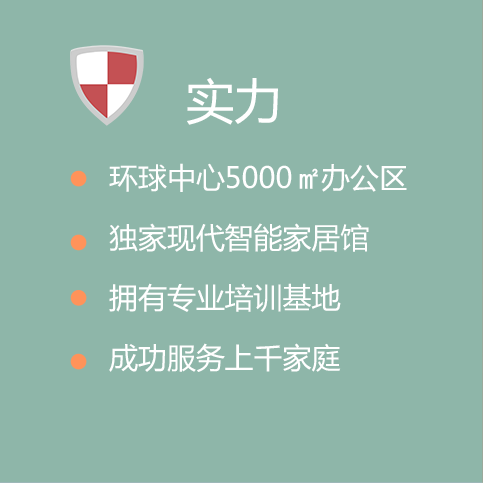 实力
环球中心5000㎡办公区
独家现代智能家居馆
拥有专业培训基地
成功服务上千家庭